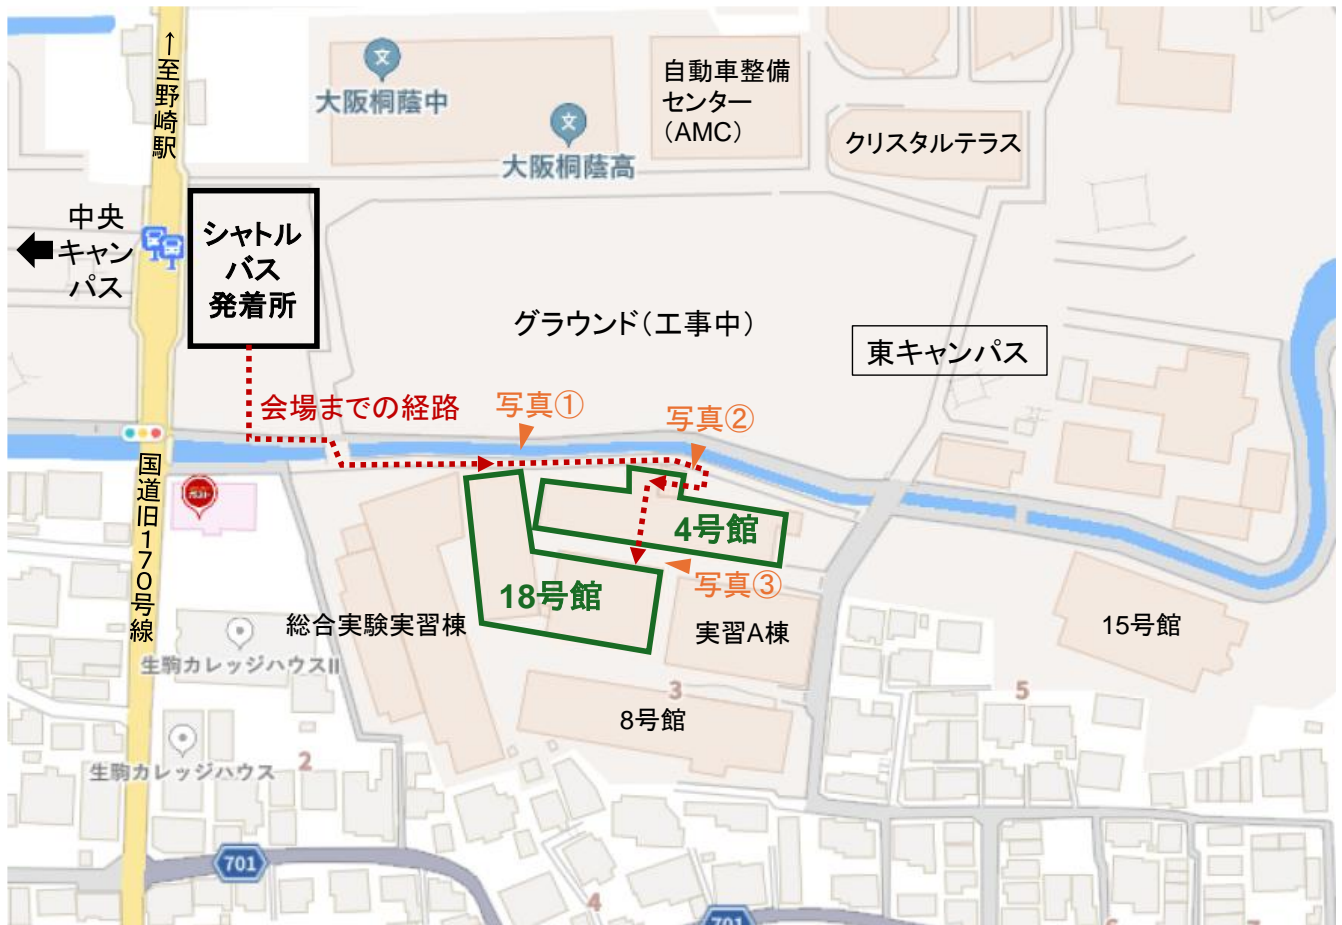 ↑至野崎駅
大阪桐蔭中
大阪桐蔭高
自動車整備
センター
（AMC）
クリスタルテラス
中央
キャン
パス
シャトル
バス
発着所
グラウンド（工事中）
東キャンパス
会場までの経路
写真①
写真②
国道旧170号線
4号館
写真③
18号館
総合実験実習棟
実習A棟
15号館
生駒カレッジハウスII
3
5
8号館
生駒カレッジハウス
2
701
4
701